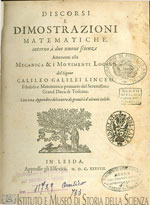 DISCORSI
E
DIMOSTRAZIONI
MATEMATICHE,
intorno à due nuoue scienze
Attenenti alla
MECANICA & i MOVIMENTI LOCALI,
del Signor
GALILEO GALILEI LINCEO,
Filosofo e Matematico primario del Serenissimo
Grand Duca di Toscana.
Con una Appendice del centro di grauità d'alcuni Solidi.
IN LEIDA,
Appresso gli Elsevirii. M. D. C. XXXVIII.
ISTITUTO E MUSEO DI STORIA DELLA SCIENZA